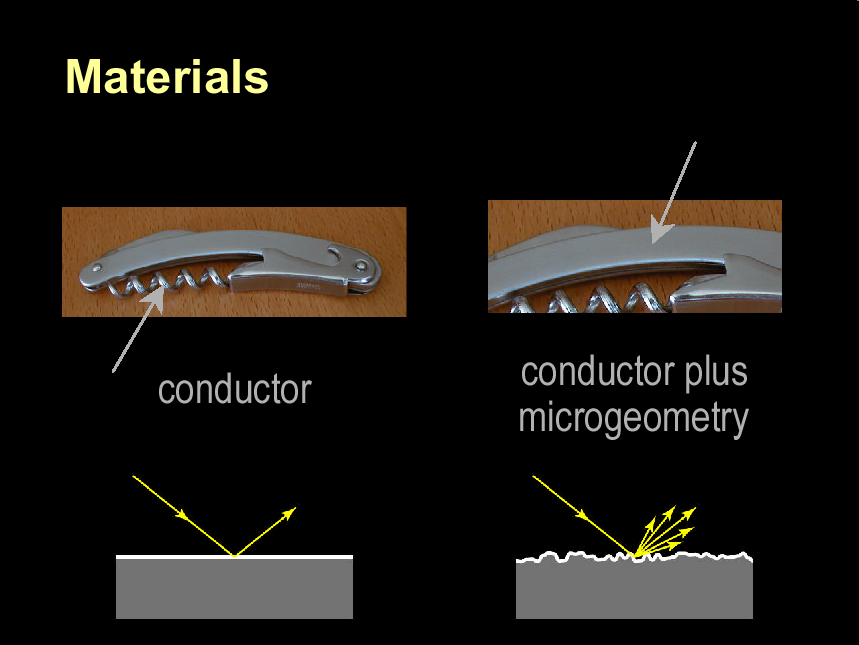 Materials
conductor
conductor plus
microgeometry